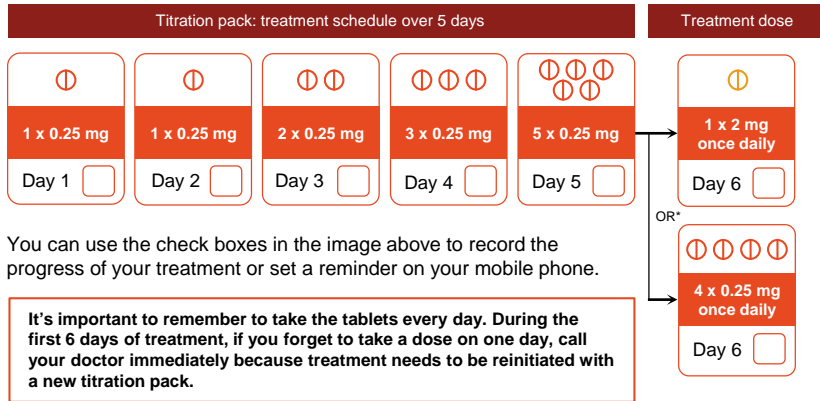 Titration pack: treatment schedule over 5 days
Treatment dose
1 x 0.25 mg
Day 1
1 x 0.25 mg
Day 2
2 x 0.25 mg
Day 3
3 x 0.25 mg
Day 4
5 x 0.25 mg
Day 5
1 x 2 mg
once daily
Day 6
OR*
4 x 0.25 mg
once daily
Day 6
You can use the check boxes in the image above to record the
progress of your treatment or set a reminder on your mobile phone.
It’s important to remember to take the tablets every day. During the
first 6 days of treatment, if you forget to take a dose on one day, call
your doctor immediately because treatment needs to be reinitiated with
a new titration pack.